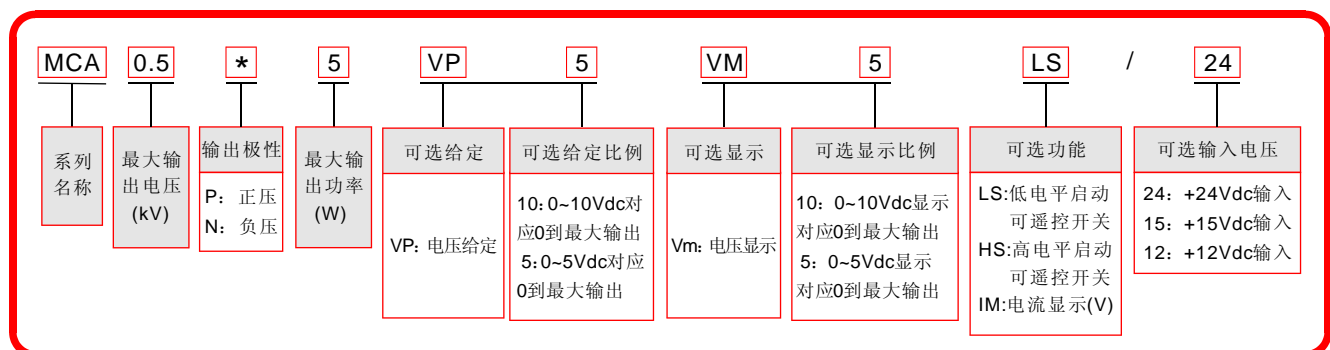 MCA 0.5 * 5 VP 5 VM 5 LS / 24
系列
名称
最大输
出电压
(kV)
输出极性
P：正压
N：负压
最大输
出功率
(W)
可选给定
VP：电压给定
可选给定比例
10：0~10Vdc对
应0到最大输出
5：0~5Vdc对应
0到最大输出
可选显示
Vm：电压显示
可选显示比例
10：0~10Vdc显示
对应0到最大输出
5：0~5Vdc显示
对应0到最大输出
可选功能
LS:低电平启动
可遥控开关
HS:高电平启动
可遥控开关
IM:电流显示(V)
可选输入电压
24：+24Vdc输入
15：+15Vdc输入
12：+12Vdc输入